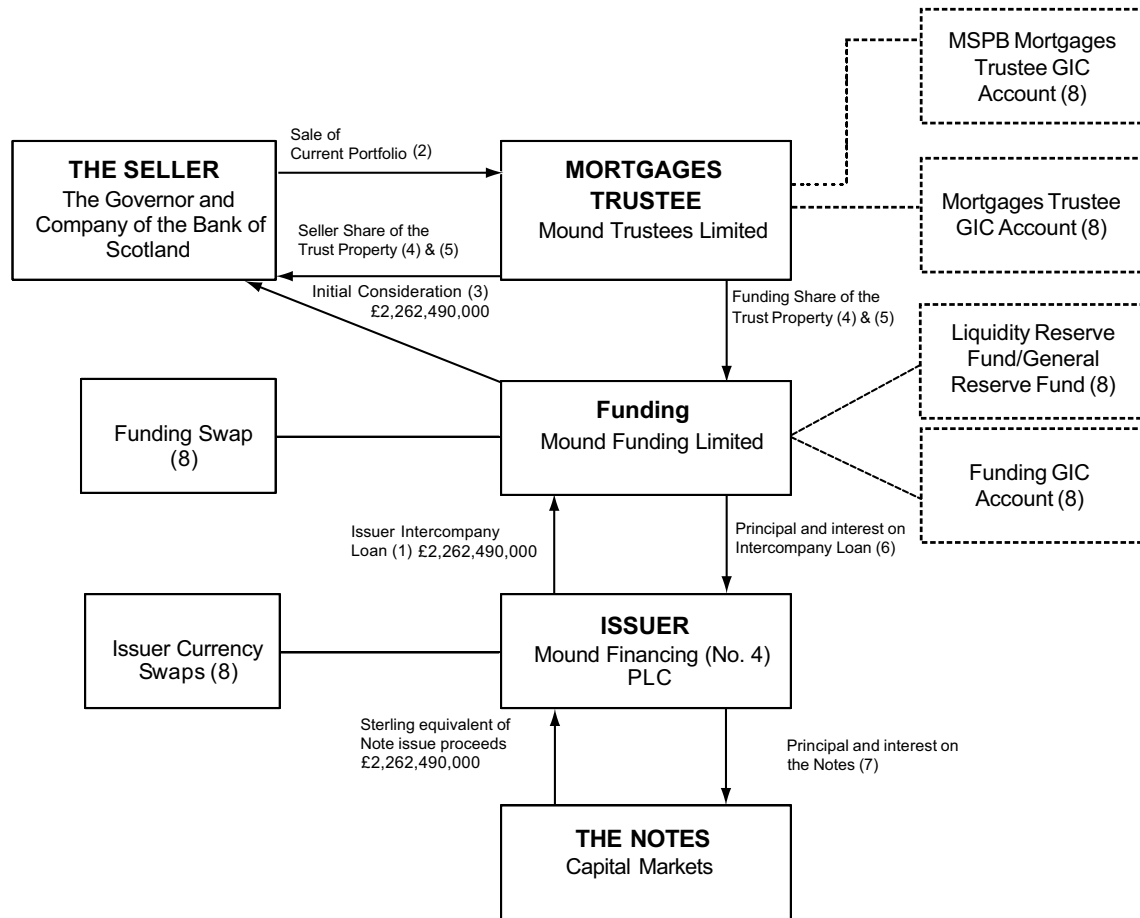 MSPB Mortgages
Trustee GIC
Account (8)
Sale of
Current Portfolio (2)
THE SELLER
The Governor and
Company of the Bank of
Scotland
MORTGAGES
TRUSTEE
Mound Trustees Limited
Mortgages Trustee
GIC Account (8)
Seller Share of the
Trust Property (4) & (5)
Initial Consideration (3)
£2,262,490,000
Funding Share of the
Trust Property (4) & (5)
Liquidity Reserve
Fund/General
Reserve Fund (8)
Funding Swap
(8)
Funding
Mound Funding Limited
Funding GIC
Account (8)
Issuer Intercompany
Loan (1) £2,262,490,000
Principal and interest on
Intercompany Loan (6)
Issuer Currency
Swaps (8)
ISSUER
Mound Financing (No. 4)
PLC
Sterling equivalent of
Note issue proceeds
£2,262,490,000
Principal and interest on
the Notes (7)
THE NOTES
Capital Markets